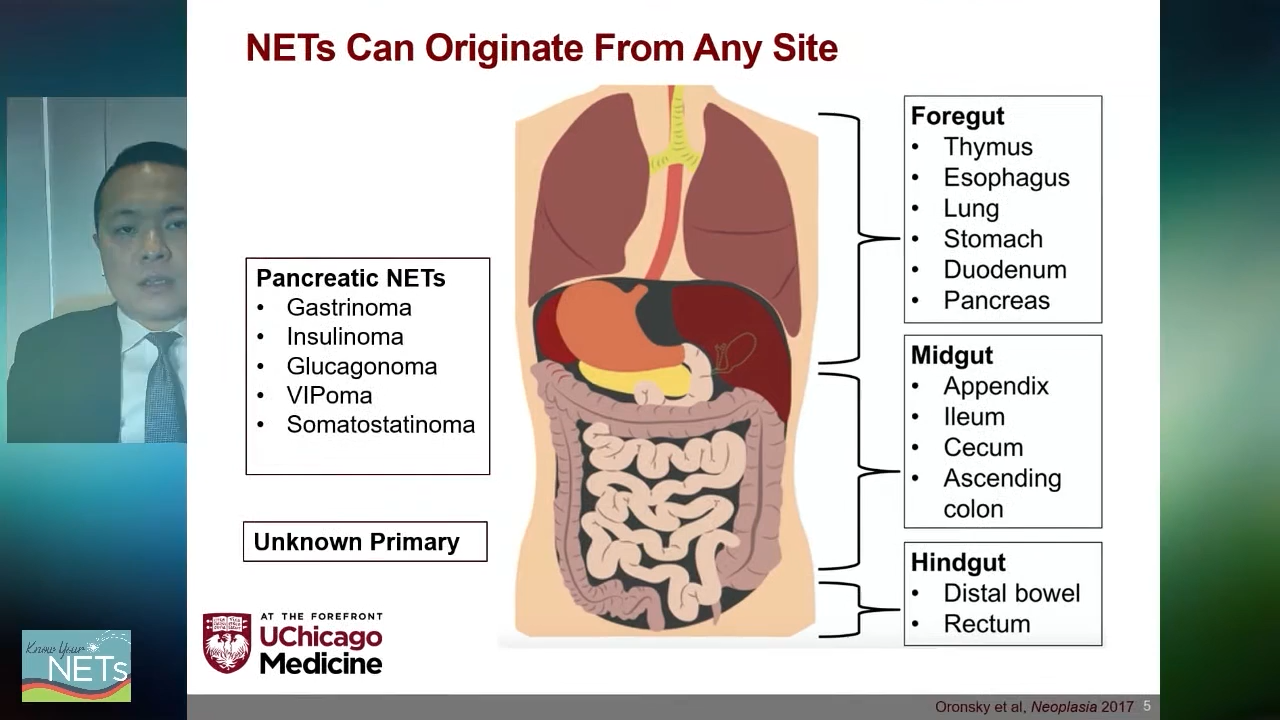 NETs Can Originate From Any Site
Pancreatic NETs
• Gastrinoma
• Insulinoma
• Glucagonoma
• VIPoma
• Somatostatinoma
Unknown Primary
Foregut
• Thymus
• Esophagus
• Lung
• Stomach
• Duodenum
• Pancreas
Midgut
• Appendix
• Ileum
• Cecum
• Ascending
colon
Hindgut
• Distal bowel
• Rectum
AT THE FOREFRONT
UChicago
Medicine
Know Your
NETs
Oronsky et al, Neoplasia 2017 5